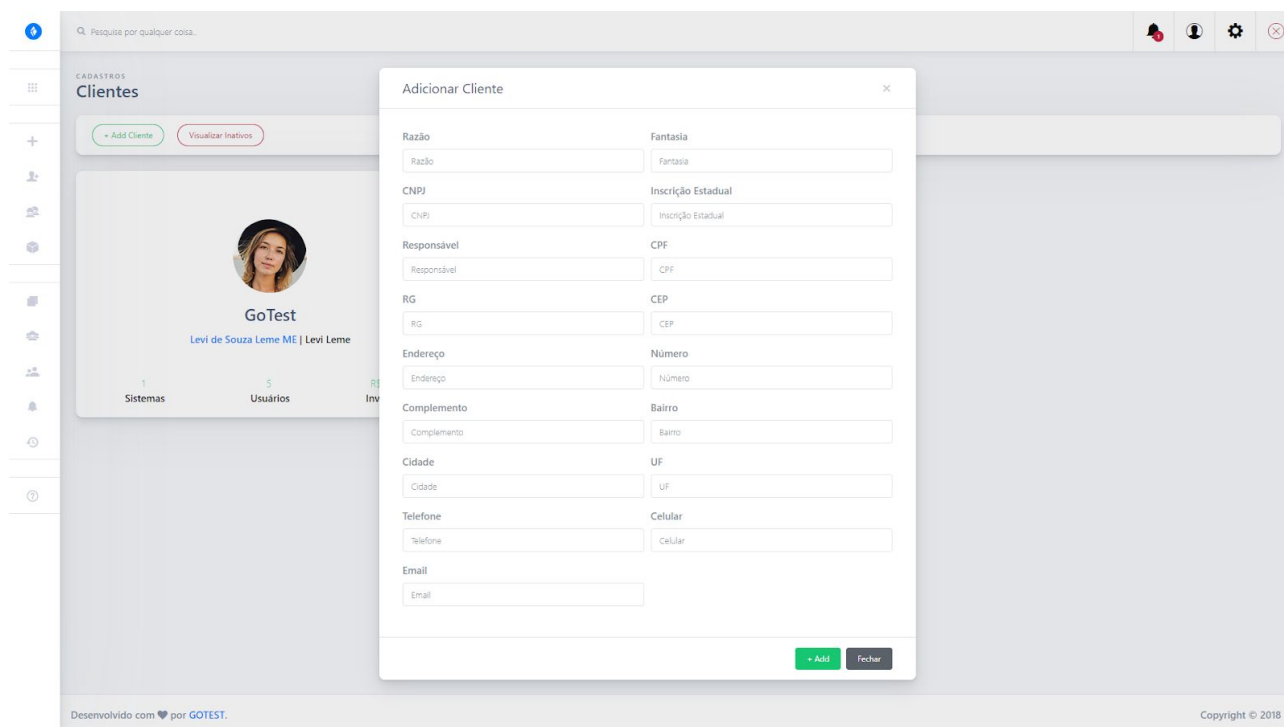 Pesquise por qualquer coisa..
1
CADASTROS
Clientes
+ Add Cliente
Visualizar Inativos
GoTest
Levi de Souza Leme ME | Levi Leme
1
Sistemas
5
Usuários
R$
Inv
Adicionar Cliente
×
Razão
Fantasia
Razão
Fantasia
CNPJ
Inscrição Estadual
CNPJ
Inscrição Estadual
Responsável
CPF
Responsável
CPF
RG
CEP
RG
CEP
Endereço
Número
Endereço
Número
Complemento
Bairro
Complemento
Bairro
Cidade
UF
Cidade
UF
Telefone
Celular
Telefone
Celular
Email
Email
+ Add
Fechar
Desenvolvido com ♥ por GOTEST.
Copyright © 2018